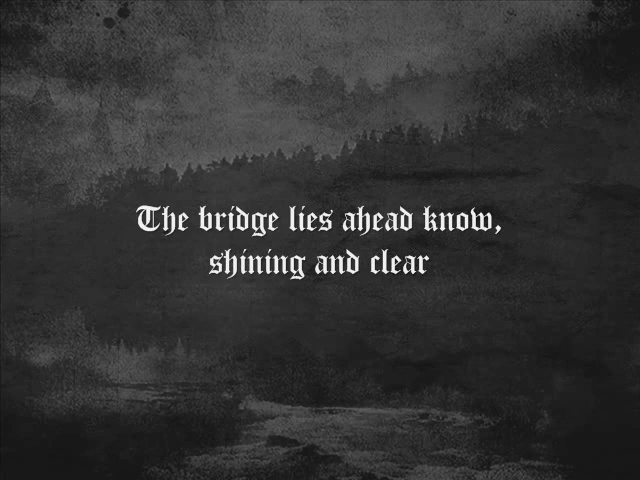 The bridge lies ahead know,
shining and clear